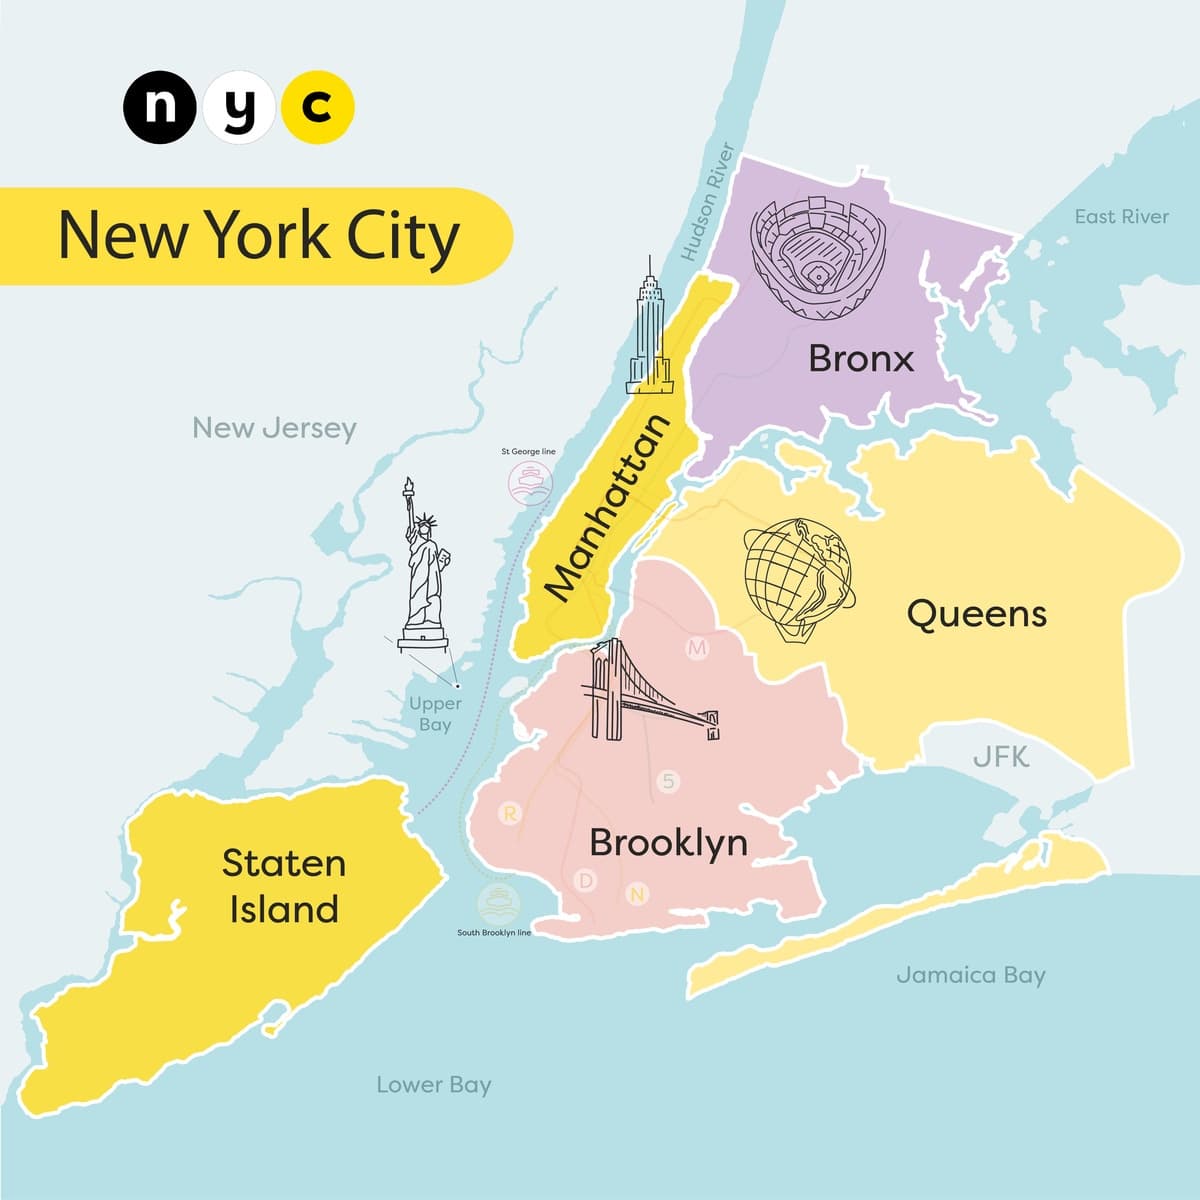 nyc
New York City
Hudson River
East River
Bronx
New Jersey
St George line
Manhattan
Queens
M
Upper
Bay
JFK
5
R
Brooklyn
Staten
Island
D
N
South Brooklyn line
Jamaica Bay
Lower Bay